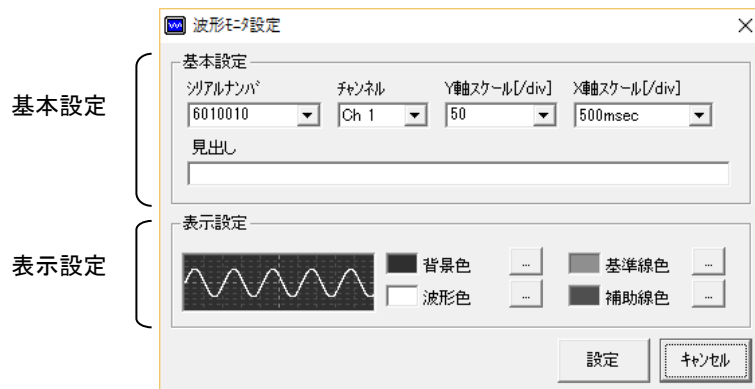 波形ﾓﾆﾀ設定
基本設定
基本設定
ｼﾘｱﾙﾅﾝﾊﾞ ﾁｬﾝﾈﾙ Y軸ｽｹｰﾙ[/div] X軸ｽｹｰﾙ[/div]
6010010 Ch 1 50 500msec
見出し
表示設定
表示設定
背景色 ... 基準線色 ...
波形色 ... 補助線色 ...
設定 ｷｬﾝｾﾙ